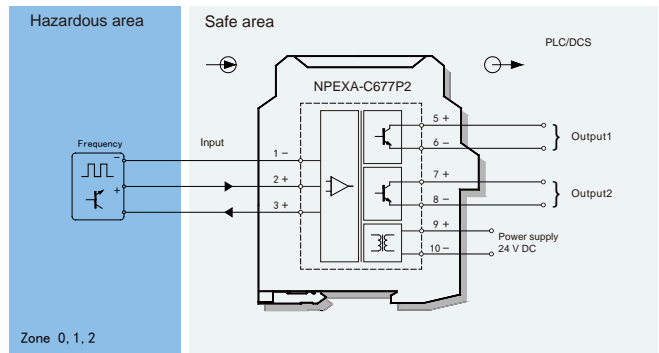 Hazardous area
Safe area
PLC/DCS
NPEXA-C677P2
Frequency
Input
−
+
1 −
2 +
3 +
5 +
6 −
Output1
7 +
8 −
Output2
9 +
10 −
Power supply
24 V DC
Zone 0, 1, 2